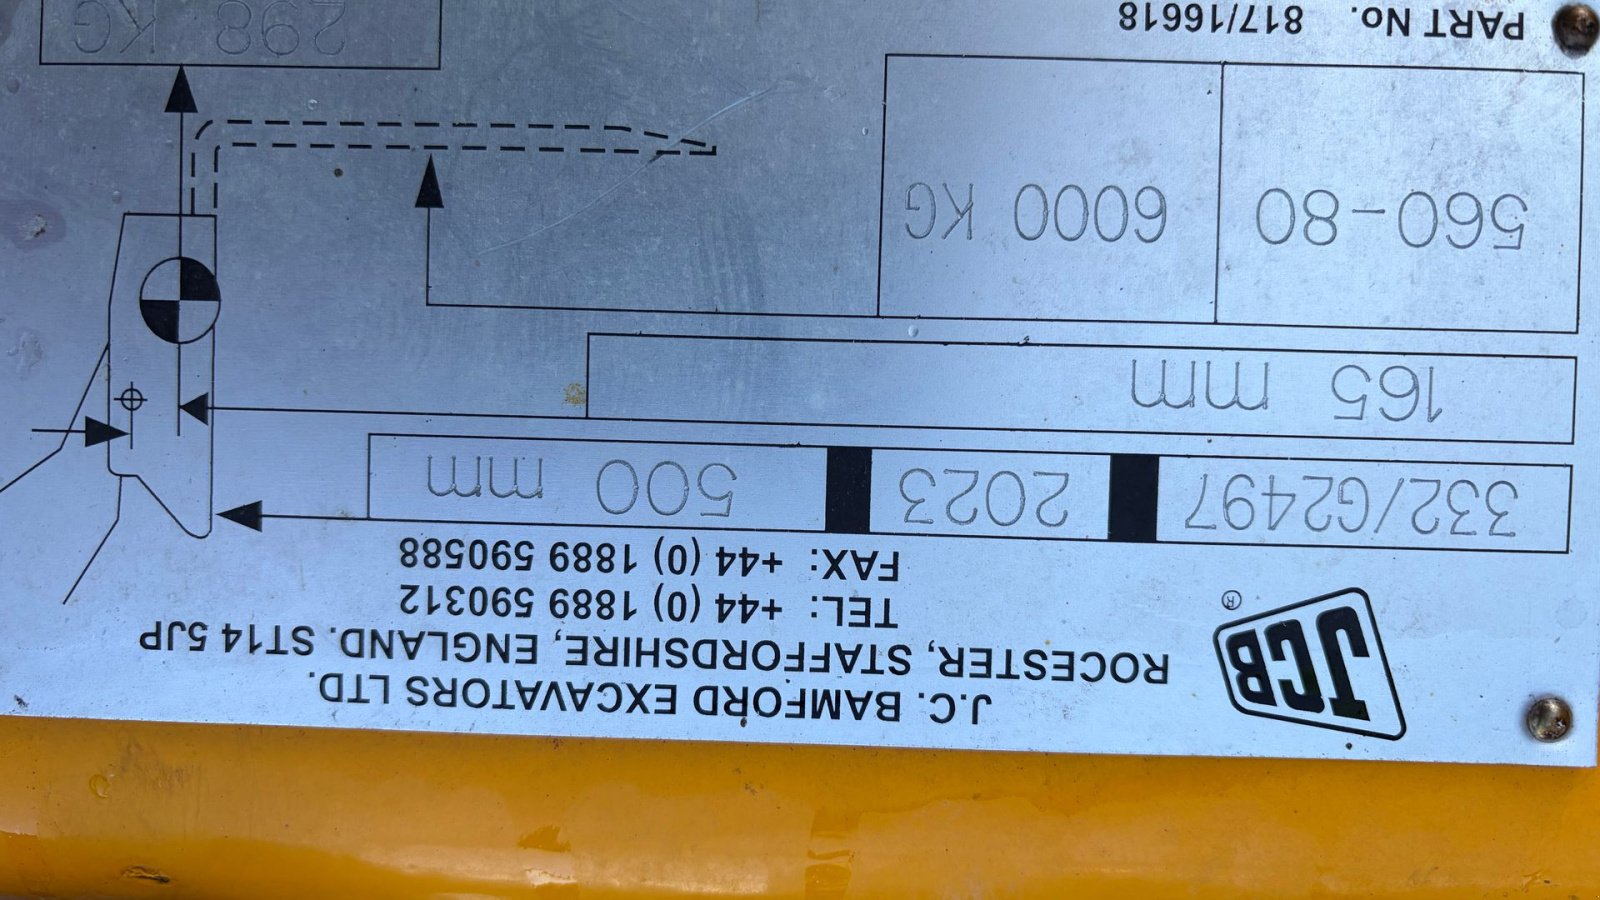 JCB ®
J.C. BAMFORD EXCAVATORS LTD.
ROCESTER, STAFFORDSHIRE, ENGLAND. ST14 5JP
TEL: +44 (0) 1889 590312
FAX: +44 (0) 1889 590588
332/G2497 2023 500 mm
165 mm
560-80 6000 KG
PART No. 817/16618 298 KG